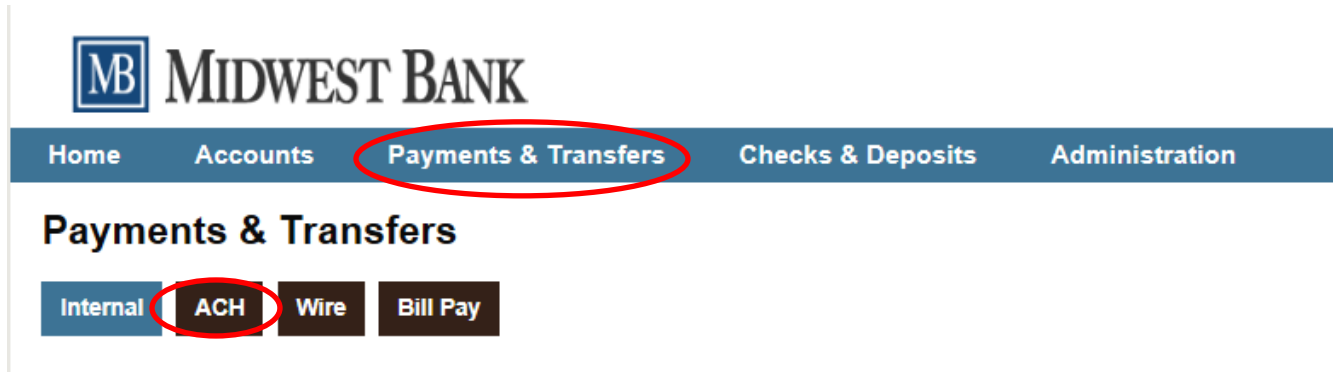 MB MIDWEST BANK
Home Accounts Payments & Transfers Checks & Deposits Administration
Payments & Transfers
Internal ACH Wire Bill Pay